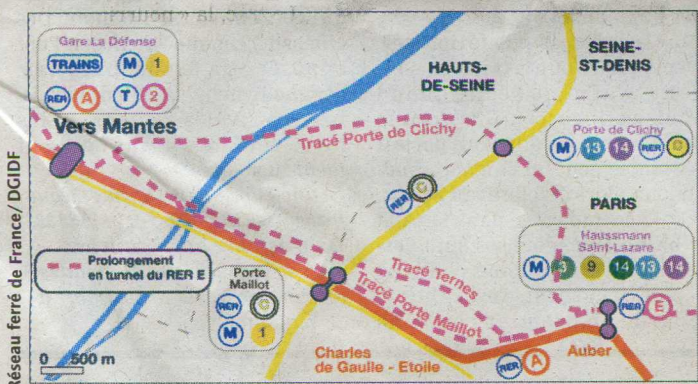 Gare La Défense
TRAINS M 1
RER A T 2
Vers Mantes
HAUTS-
DE-SEINE
SEINE-
ST-DENIS
Tracé Porte de Clichy
Porte de Clichy
M 13 14 RER C
RER C
PARIS
Haussmann
Saint-Lazare
M 3 9 14 13 14
Prolongement
en tunnel du RER E
Porte
Maillot
RER C
M 1
Tracé Ternes
Tracé Porte Maillot
RER E
0 500 m
Charles
de Gaulle - Etoile
RER A
Auber
Réseau ferré de France/ DGIDF